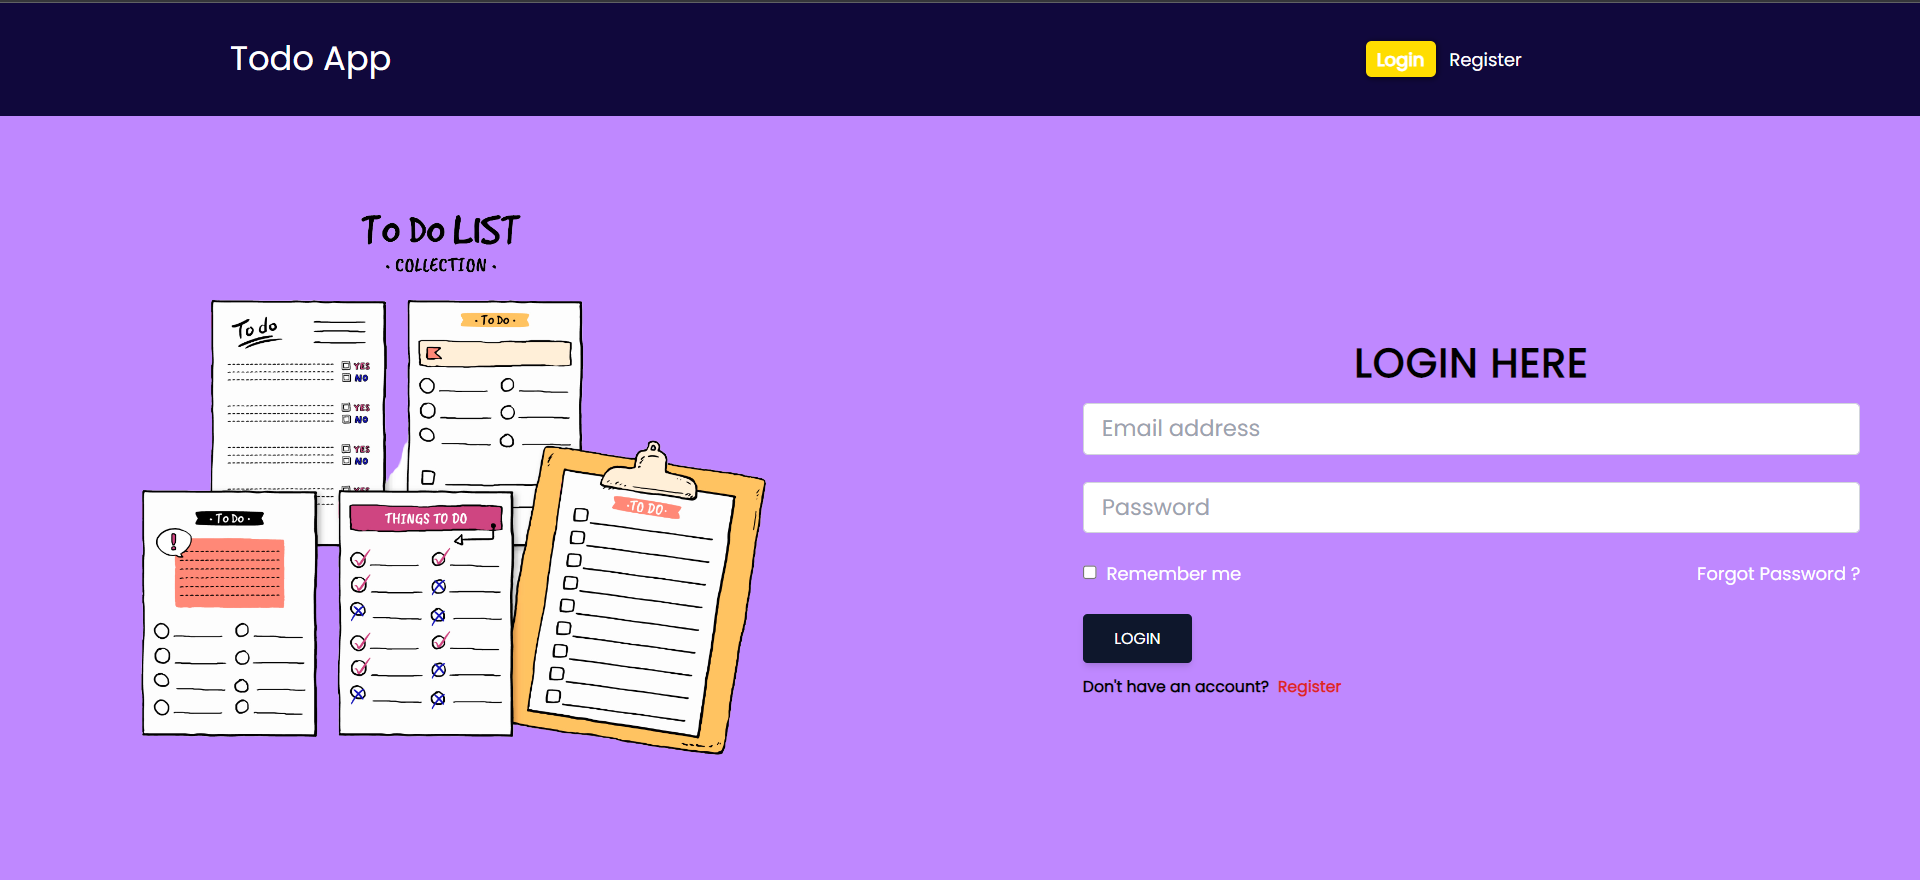 Todo App
Login Register
To Do LIST
· COLLECTION ·
To do
YES
NO
YES
NO
YES
NO
YES
· To Do ·
· To Do ·
THINGS TO DO
· TO DO ·
LOGIN HERE
Email address
Password
Remember me Forgot Password ?
LOGIN
Don't have an account? Register